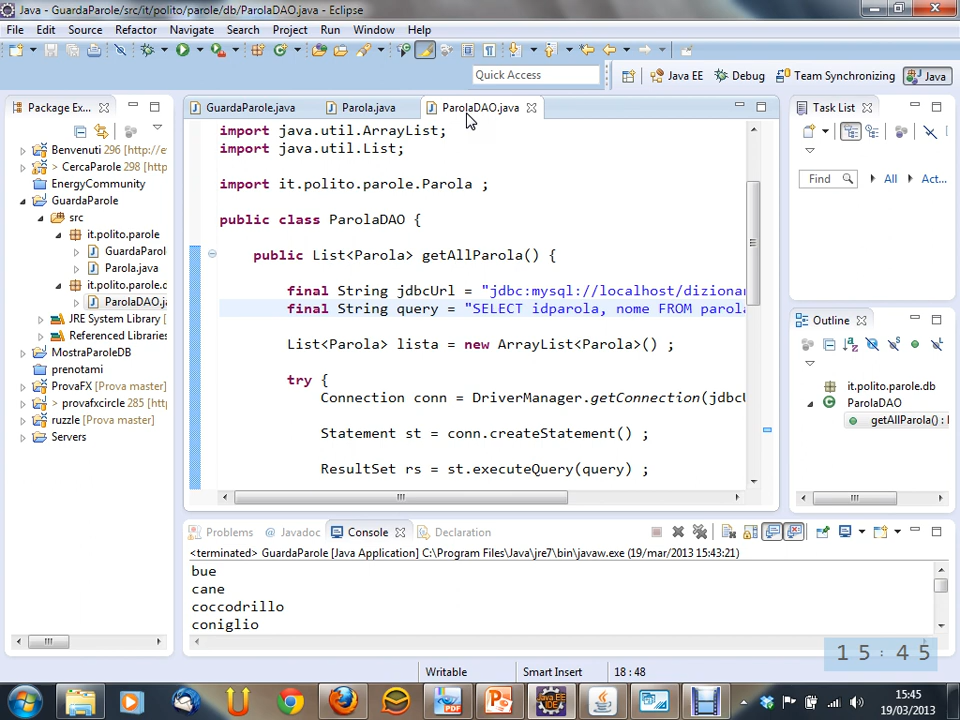 Java - GuardaParole/src/it/polito/parole/db/ParolaDAO.java - Eclipse
File Edit Source Refactor Navigate Search Project Run Window Help
Quick Access
Java EE Debug Team Synchronizing Java
Package Ex...
Benvenuti 296 [http://e
CercaParole 298 [http:/
EnergyCommunity
GuardaParole
src
it.polito.parole
GuardaParol
Parola.java
it.polito.parole.d
ParolaDAO.ja
JRE System Library
Referenced Libraries
MostraParoleDB
prenotami
ProvaFX [Prova master]
provafxcircle 285 [http:
ruzzle [Prova master]
Servers
GuardaParole.java Parola.java ParolaDAO.java
import java.util.ArrayList;
import java.util.List;
import it.polito.parole.Parola ;
public class ParolaDAO {
public List<Parola> getAllParola() {
final String jdbcUrl = "jdbc:mysql://localhost/dizionar
final String query = "SELECT idparola, nome FROM parola
List<Parola> lista = new ArrayList<Parola>() ;
try {
Connection conn = DriverManager.getConnection(jdbcU
Statement st = conn.createStatement() ;
ResultSet rs = st.executeQuery(query) ;
Task List
Find All Act...
Outline
it.polito.parole.db
ParolaDAO
getAllParola() : l
Problems @ Javadoc Console Declaration
<terminated> GuardaParole [Java Application] C:\Program Files\Java\jre7\bin\javaw.exe (19/mar/2013 15:43:21)
bue
cane
coccodrillo
coniglio
15:45
Writable Smart Insert 18 : 48
15:45
19/03/2013